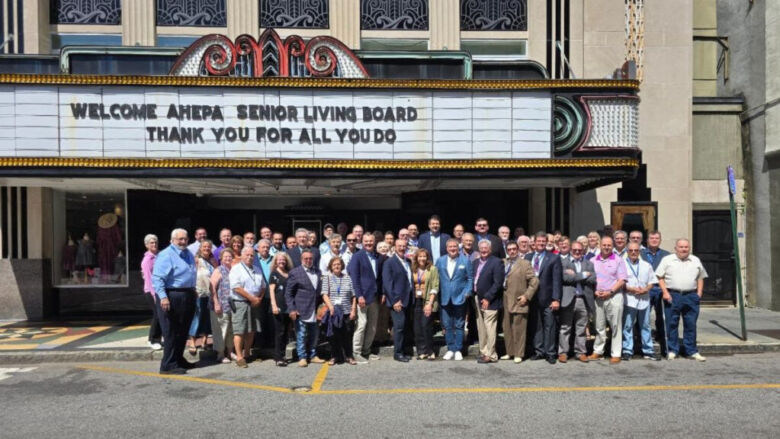 WELCOME AHEPA SENIOR LIVING BOARD
THANK YOU FOR ALL YOU DO